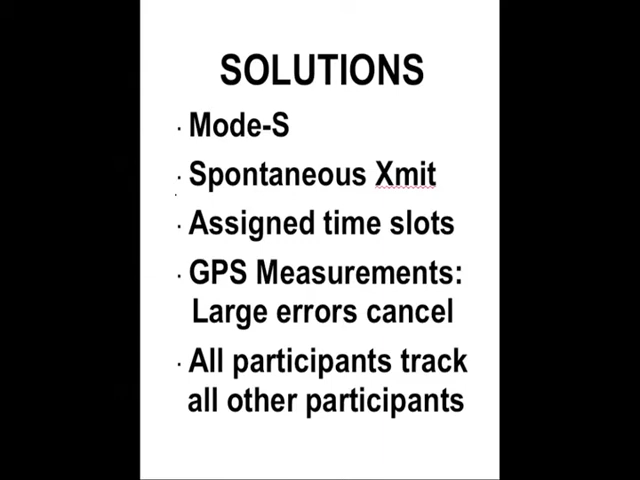 SOLUTIONS
· Mode-S
· Spontaneous Xmit
· Assigned time slots
· GPS Measurements:
Large errors cancel
· All participants track
all other participants